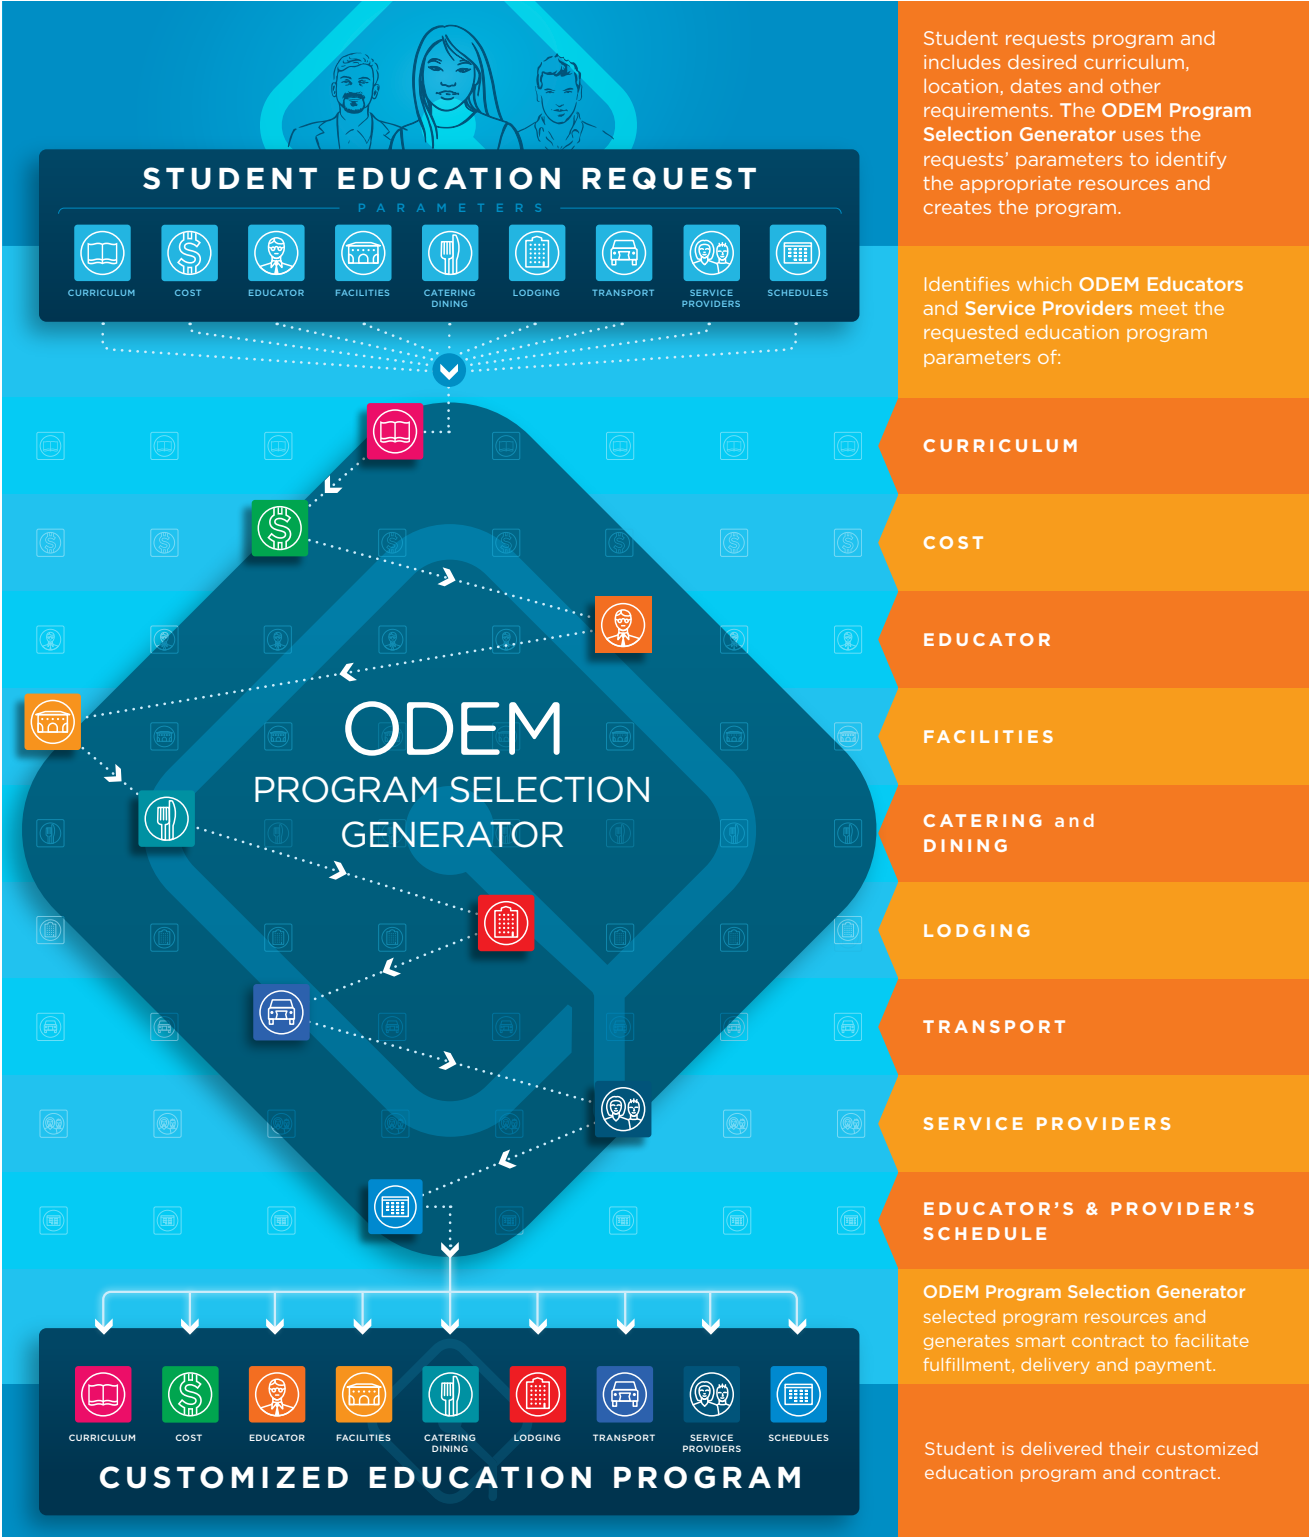 STUDENT EDUCATION REQUEST
PARAMETERS
CURRICULUM
COST
EDUCATOR
FACILITIES
CATERING
DINING
LODGING
TRANSPORT
SERVICE
PROVIDERS
SCHEDULES
Student requests program and
includes desired curriculum,
location, dates and other
requirements. The ODEM Program
Selection Generator uses the
requests’ parameters to identify
the appropriate resources and
creates the program.
Identifies which ODEM Educators
and Service Providers meet the
requested education program
parameters of:
CURRICULUM
COST
EDUCATOR
FACILITIES
CATERING and
DINING
LODGING
TRANSPORT
SERVICE PROVIDERS
EDUCATOR’S & PROVIDER’S
SCHEDULE
ODEM
PROGRAM SELECTION
GENERATOR
ODEM Program Selection Generator
selected program resources and
generates smart contract to facilitate
fulfillment, delivery and payment.
CURRICULUM
COST
EDUCATOR
FACILITIES
CATERING
DINING
LODGING
TRANSPORT
SERVICE
PROVIDERS
SCHEDULES
CUSTOMIZED EDUCATION PROGRAM
Student is delivered their customized
education program and contract.